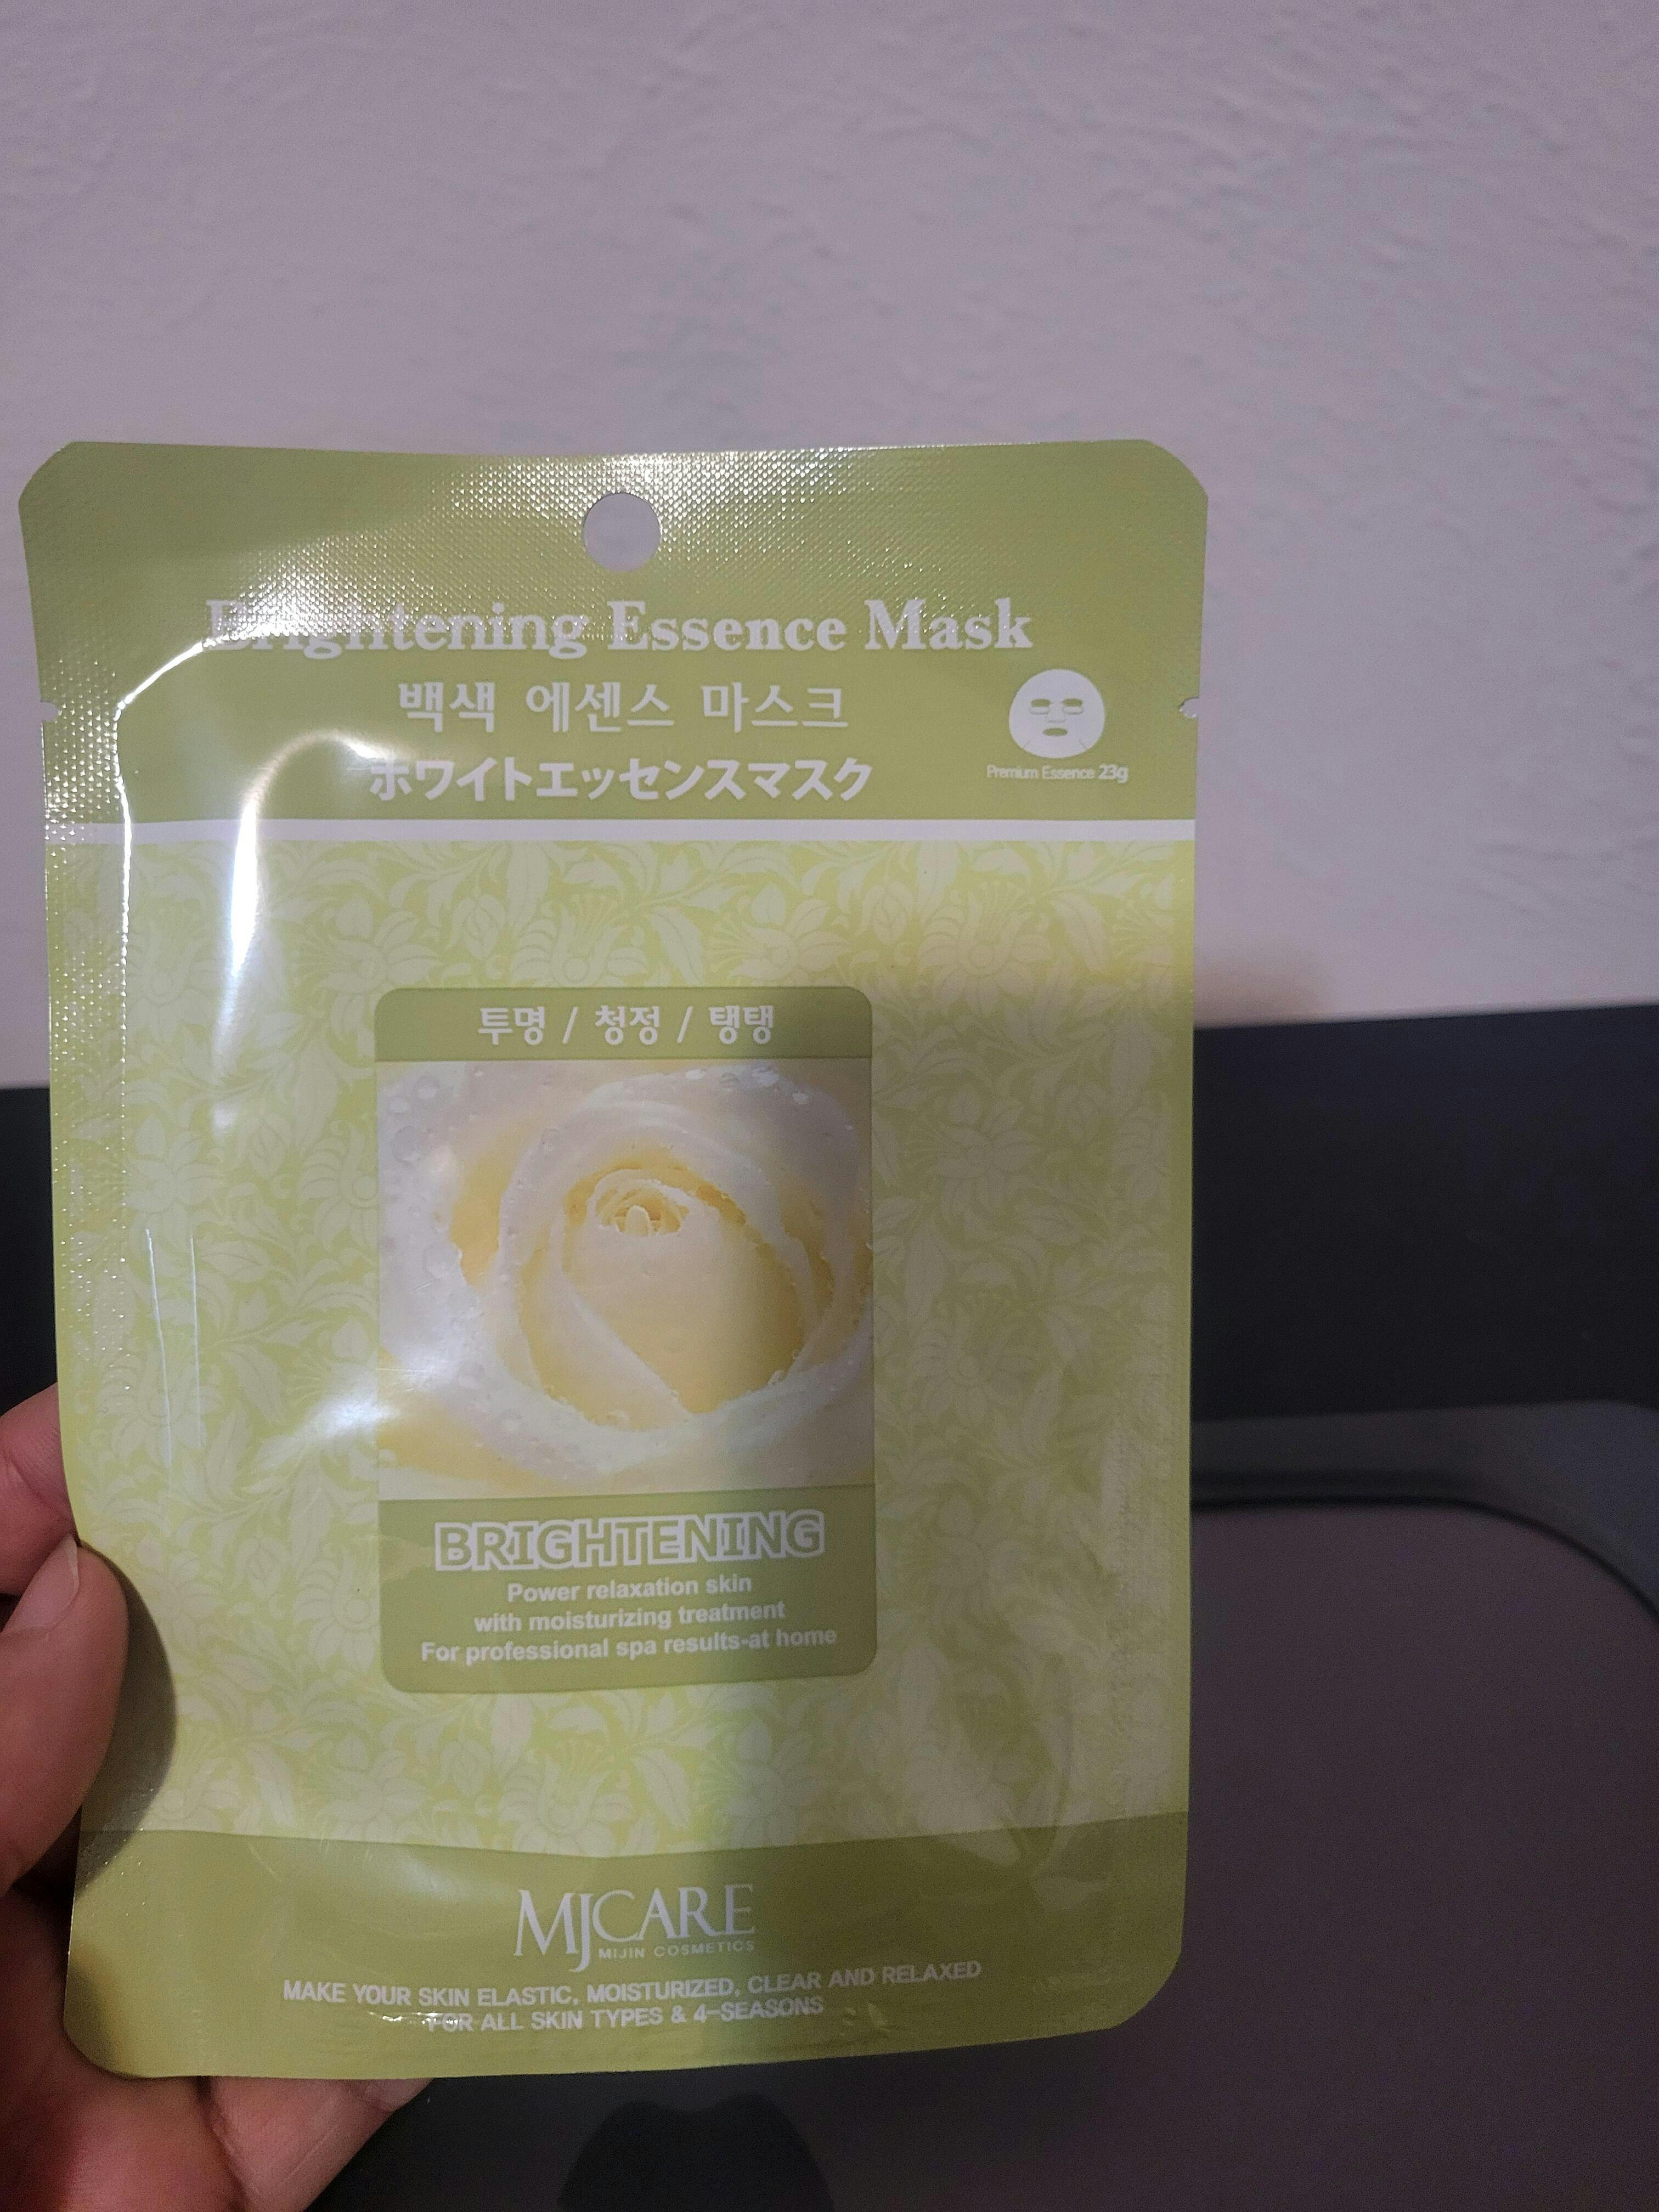 Brightening Essence Mask
백색 에센스 마스크
ホワイトエッセンスマスク
Premium Essence 23g
투명 / 청정 / 탱탱
BRIGHTENING
Power relaxation skin
with moisturizing treatment
For professional spa results-at home
MJCARE
MIJIN COSMETICS
MAKE YOUR SKIN ELASTIC, MOISTURIZED, CLEAR AND RELAXED
FOR ALL SKIN TYPES & 4-SEASONS